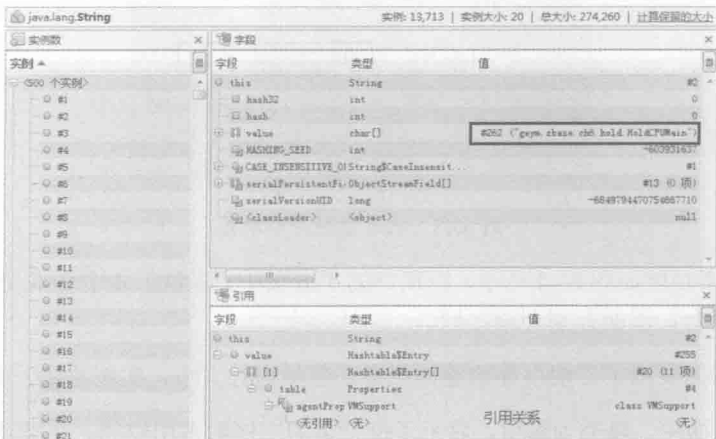 java.lang.String
实例: 13,713 | 实例大小: 20 | 总大小: 274,260 | 计算保留的大小
实例数
字段
实例
字段 类型 值
<500 个实例>
#1
#2
#3
#4
#5
#6
#7
#8
#9
#10
#11
#12
#13
#14
#15
#16
#17
#18
#19
#20
#21
this String #2
hash32 int 0
hash int 0
value char[] #262 ("geym.zbase.ch6.hold.HoldCPUMain")
HASHING_SEED int
CASE_INSENSITIVE_O String$CaseInsensit...  #1
serialPersistentFi ObjectStreamField[] #13 (0 项)
serialVersionUID long -6849794470754667710
<classLoader> <object> null
引用
字段 类型 值
this String #2
value Hashtable$Entry #255
[1] Hashtable$Entry[] #20 (11 项)
table Properties #4
agentProp VMSupport class VMSupport
<无引用> <无> <无>
引用关系